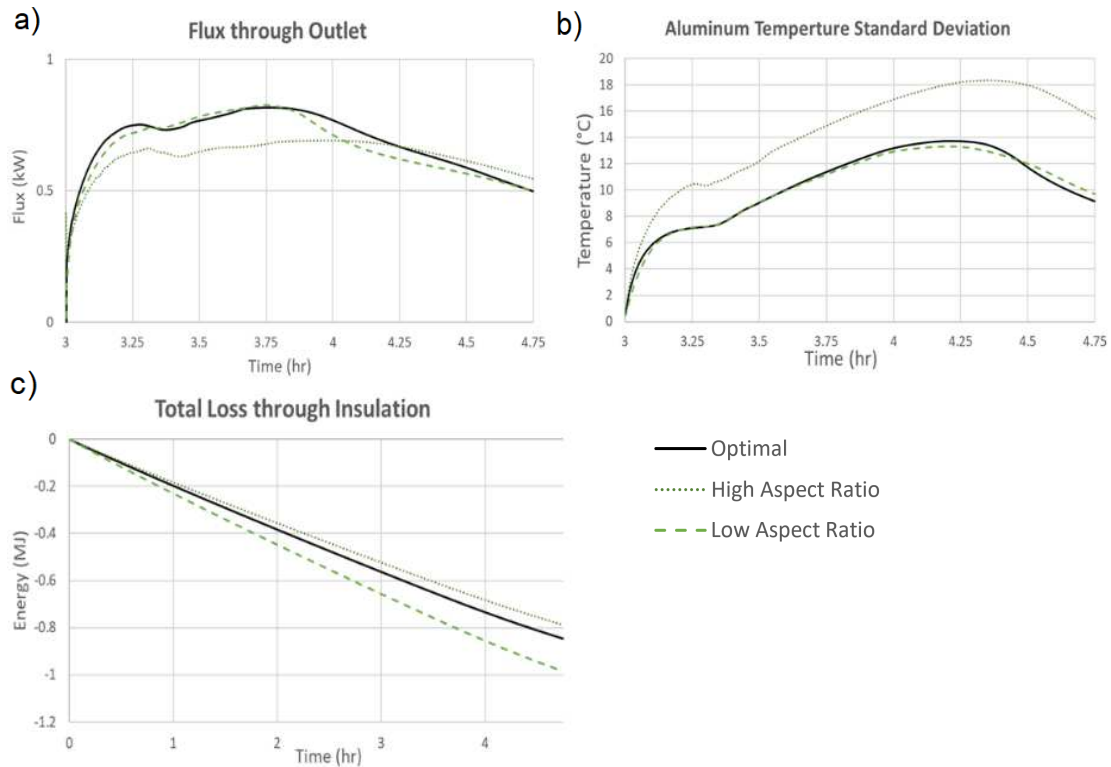 a)
Flux through Outlet
1
0.5
0
Flux (kW)
3 3.25 3.5 3.75 4 4.25 4.5 4.75
Time (hr)
b)
Aluminum Temperture Standard Deviation
20
18
16
14
12
10
8
6
4
2
0
Temperature (°C)
3 3.25 3.5 3.75 4 4.25 4.5 4.75
Time (hr)
c)
Total Loss through Insulation
0
-0.2
-0.4
-0.6
-0.8
-1
-1.2
Energy (MJ)
0 1 2 3 4
Time (hr)
Optimal
High Aspect Ratio
Low Aspect Ratio